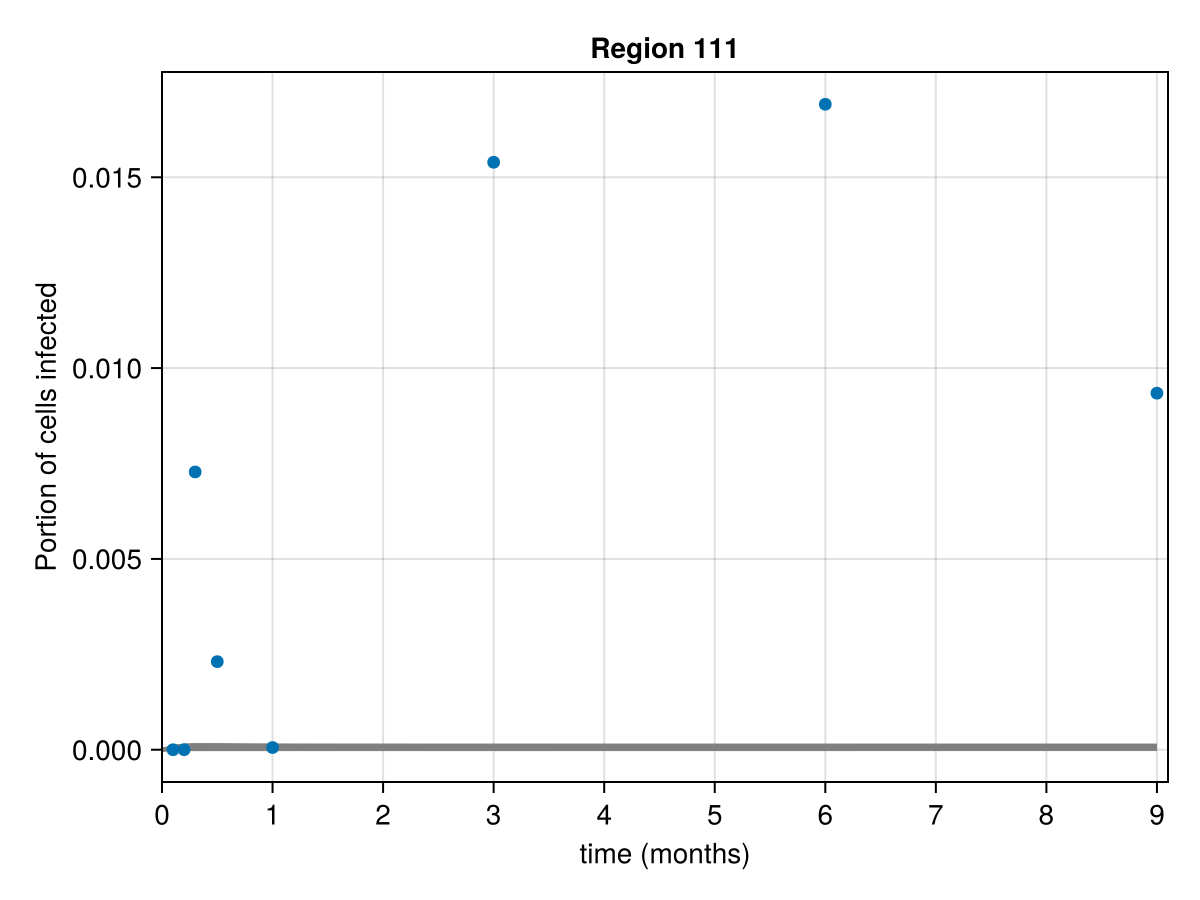 Region 111
Portion of cells infected
0.015
0.010
0.005
0.000
0 1 2 3 4 5 6 7 8 9
time (months)